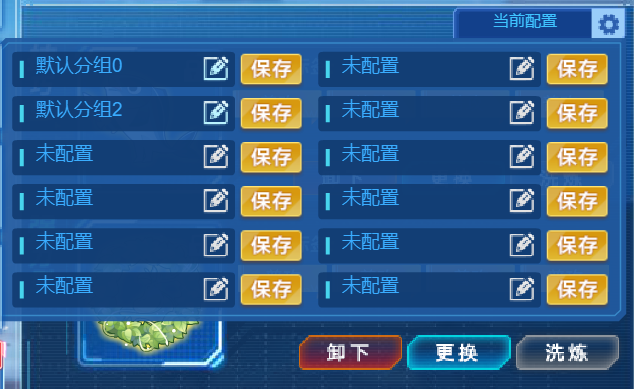 当前配置
默认分组0 保存 未配置 保存
默认分组2 保存 未配置 保存
未配置 保存 未配置 保存
未配置 保存 未配置 保存
未配置 保存 未配置 保存
未配置 保存 未配置 保存
卸下 更换 洗炼